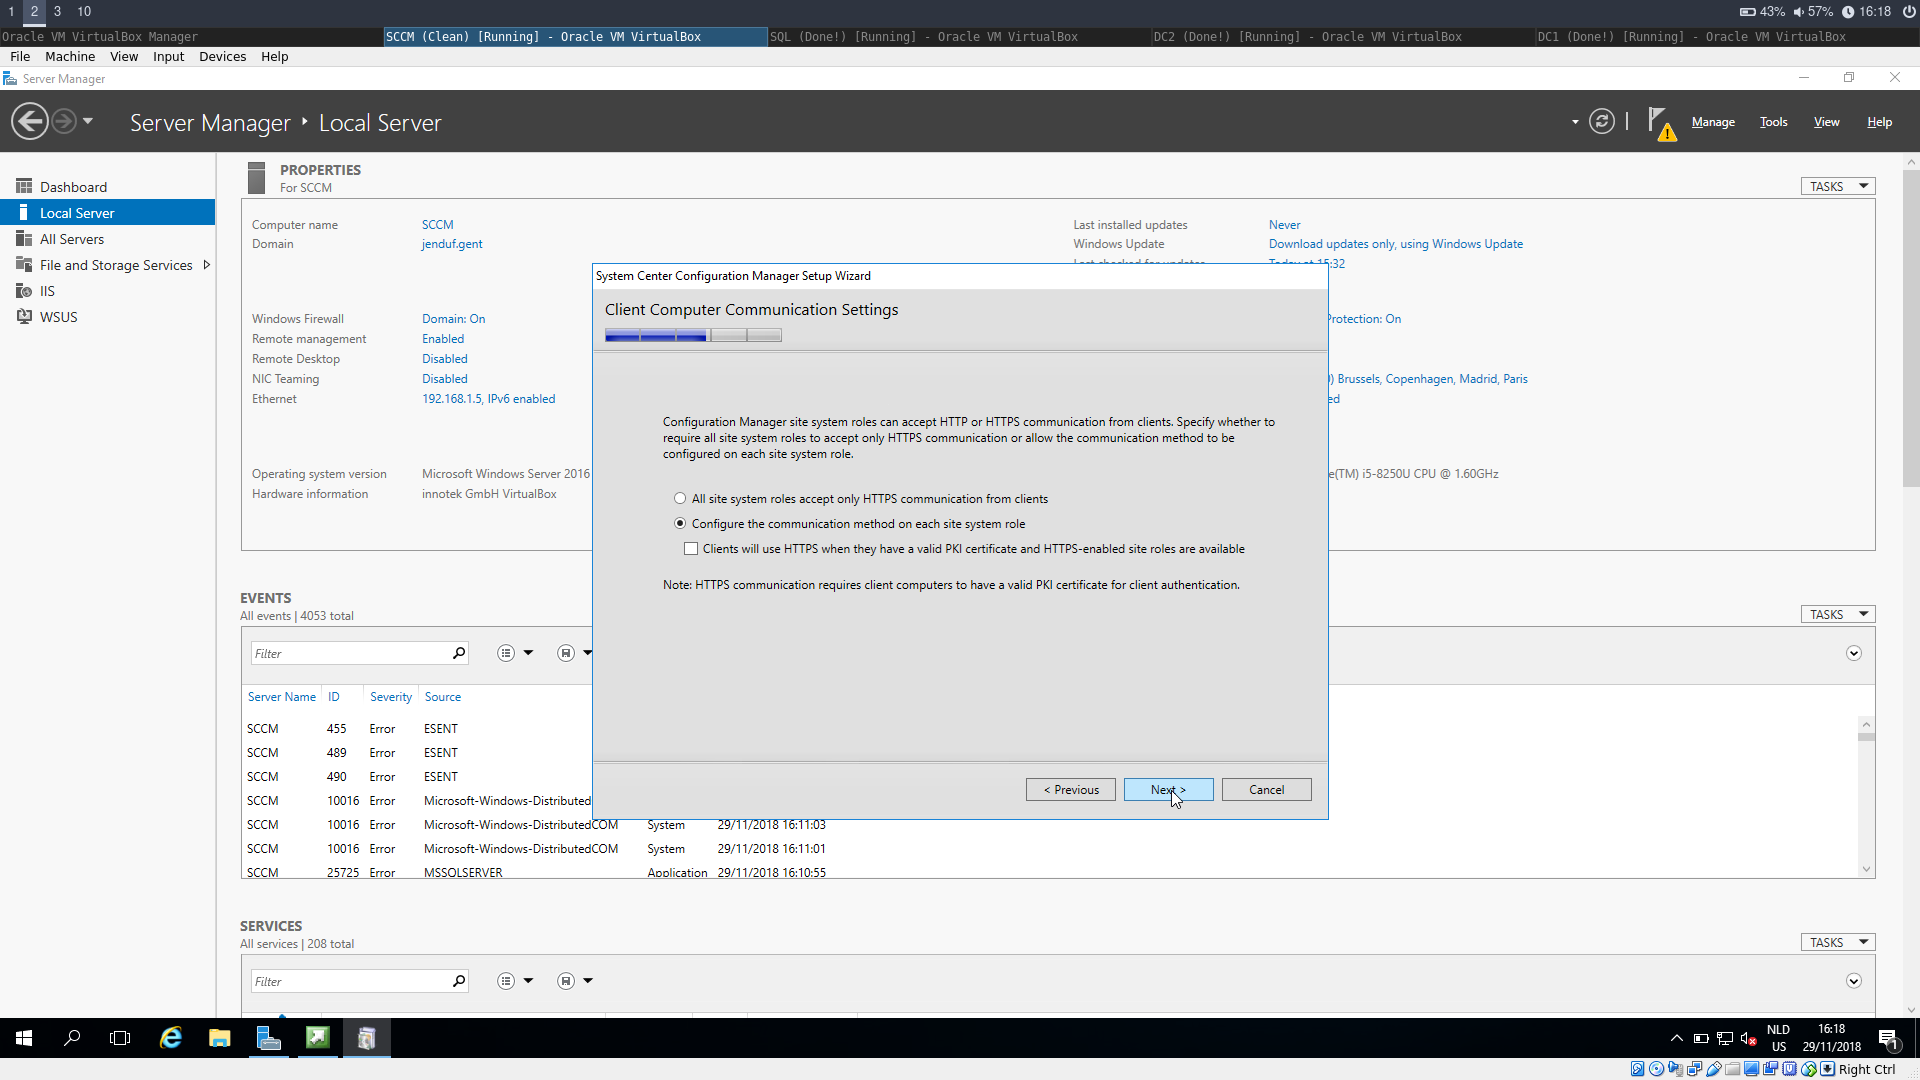 1 2 3 10
43% 57% 16:18
Oracle VM VirtualBox Manager
SCCM (Clean) [Running] - Oracle VM VirtualBox
SQL (Done!) [Running] - Oracle VM VirtualBox
DC2 (Done!) [Running] - Oracle VM VirtualBox
DC1 (Done!) [Running] - Oracle VM VirtualBox
File Machine View Input Devices Help
Server Manager
Server Manager ‣ Local Server
Manage Tools View Help
Dashboard
Local Server
All Servers
File and Storage Services
IIS
WSUS
PROPERTIES
For SCCM
TASKS
Computer name SCCM
Domain jenduf.gent
Last installed updates Never
Windows Update Download updates only, using Windows Update
Last checked for updates Today at 15:32
Windows Firewall Domain: On
Remote management Enabled
Remote Desktop Disabled
NIC Teaming Disabled
Ethernet 192.168.1.5, IPv6 enabled
Protection: On
) Brussels, Copenhagen, Madrid, Paris
ed
Operating system version Microsoft Windows Server 2016
Hardware information innotek GmbH VirtualBox
e(TM) i5-8250U CPU @ 1.60GHz
System Center Configuration Manager Setup Wizard
Client Computer Communication Settings
Configuration Manager site system roles can accept HTTP or HTTPS communication from clients. Specify whether to
require all site system roles to accept only HTTPS communication or allow the communication method to be
configured on each site system role.
All site system roles accept only HTTPS communication from clients
Configure the communication method on each site system role
Clients will use HTTPS when they have a valid PKI certificate and HTTPS-enabled site roles are available
Note: HTTPS communication requires client computers to have a valid PKI certificate for client authentication.
< Previous Next > Cancel
EVENTS
All events | 4053 total
TASKS
Filter
Server Name ID Severity Source
SCCM 455 Error ESENT
SCCM 489 Error ESENT
SCCM 490 Error ESENT
SCCM 10016 Error Microsoft-Windows-Distributed
SCCM 10016 Error Microsoft-Windows-DistributedCOM System 29/11/2018 16:11:03
SCCM 10016 Error Microsoft-Windows-DistributedCOM System 29/11/2018 16:11:01
SCCM 25725 Error MSSQLSERVER Application 29/11/2018 16:10:55
SERVICES
All services | 208 total
TASKS
Filter
NLD
US
16:18
29/11/2018
1
Right Ctrl